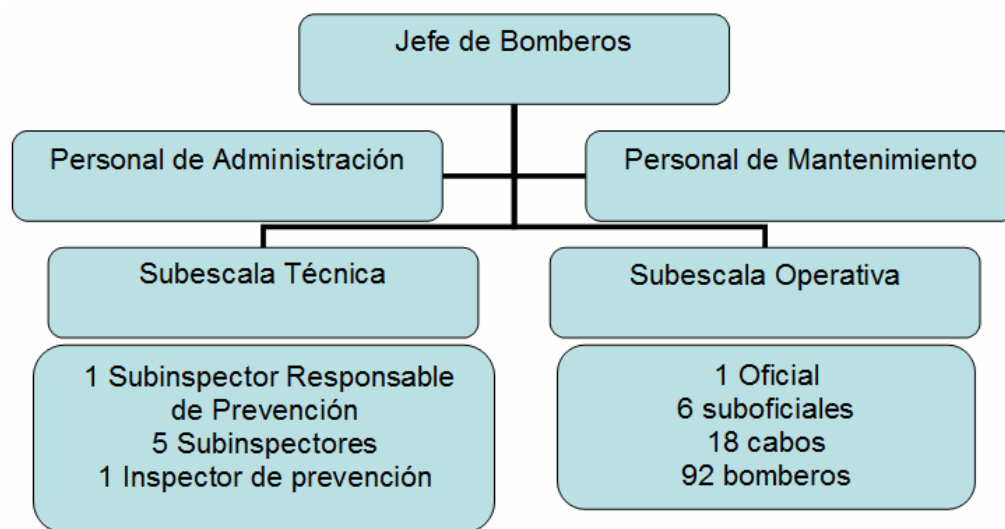 Jefe de Bomberos
Personal de Administración
Personal de Mantenimiento
Subescala Técnica
Subescala Operativa
1 Subinspector Responsable
de Prevención
5 Subinspectores
1 Inspector de prevención
1 Oficial
6 suboficiales
18 cabos
92 bomberos